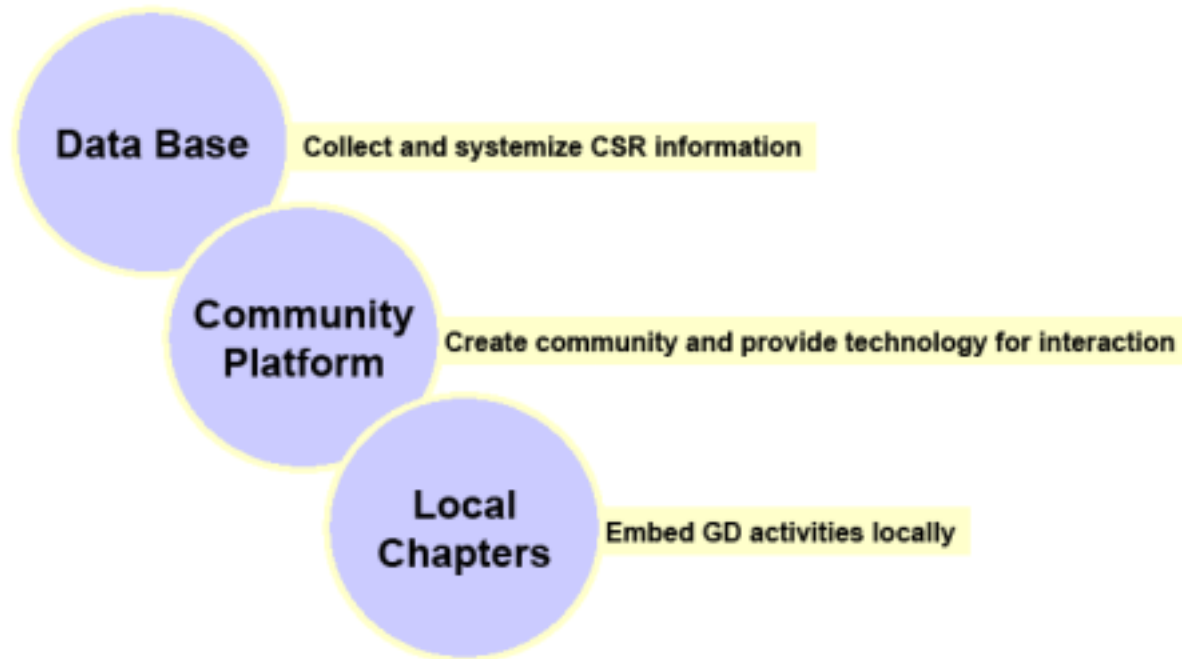 Data Base
Collect and systemize CSR information
Community
Platform
Create community and provide technology for interaction
Local
Chapters
Embed GD activities locally